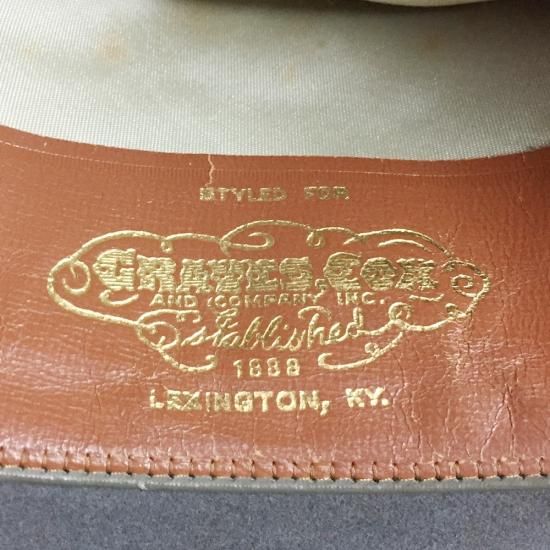 STYLED FOR
GRAVES, COX
AND COMPANY INC.
Established
1888
LEXINGTON, KY.